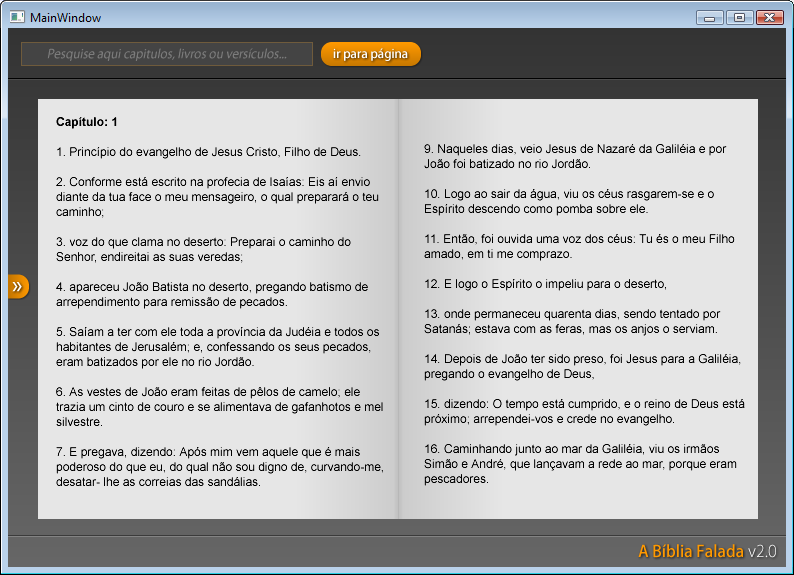 MainWindow
Pesquise aqui capitulos, livros ou versículos...
ir para página
Capítulo: 1
1. Princípio do evangelho de Jesus Cristo, Filho de Deus.
2. Conforme está escrito na profecia de Isaías: Eis aí envio
diante da tua face o meu mensageiro, o qual preparará o teu
caminho;
3. voz do que clama no deserto: Preparai o caminho do
Senhor, endireitai as suas veredas;
4. apareceu João Batista no deserto, pregando batismo de
arrependimento para remissão de pecados.
5. Saíam a ter com ele toda a província da Judéia e todos os
habitantes de Jerusalém; e, confessando os seus pecados,
eram batizados por ele no rio Jordão.
6. As vestes de João eram feitas de pêlos de camelo; ele
trazia um cinto de couro e se alimentava de gafanhotos e mel
silvestre.
7. E pregava, dizendo: Após mim vem aquele que é mais
poderoso do que eu, do qual não sou digno de, curvando-me,
desatar- lhe as correias das sandálias.
9. Naqueles dias, veio Jesus de Nazaré da Galiléia e por
João foi batizado no rio Jordão.
10. Logo ao sair da água, viu os céus rasgarem-se e o
Espírito descendo como pomba sobre ele.
11. Então, foi ouvida uma voz dos céus: Tu és o meu Filho
amado, em ti me comprazo.
12. E logo o Espírito o impeliu para o deserto,
13. onde permaneceu quarenta dias, sendo tentado por
Satanás; estava com as feras, mas os anjos o serviam.
14. Depois de João ter sido preso, foi Jesus para a Galiléia,
pregando o evangelho de Deus,
15. dizendo: O tempo está cumprido, e o reino de Deus está
próximo; arrependei-vos e crede no evangelho.
16. Caminhando junto ao mar da Galiléia, viu os irmãos
Simão e André, que lançavam a rede ao mar, porque eram
pescadores.
A Bíblia Falada v2.0